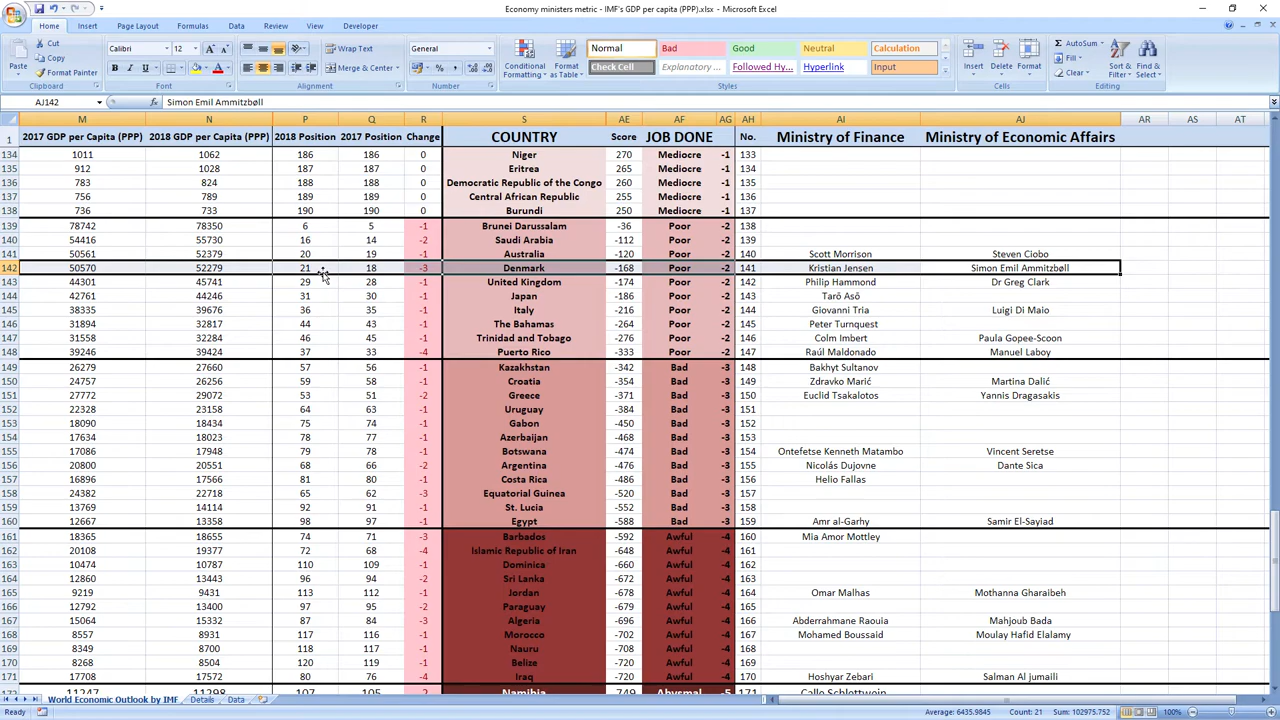 Economy ministers metric - IMF's GDP per capita (PPP).xlsx - Microsoft Excel
Home Insert Page Layout Formulas Data Review View Developer
Cut
Copy
Format Painter
Paste
Clipboard
Calibri 12
Font
Wrap Text
Merge & Center
Alignment
General
Number
Conditional Formatting
Format as Table
Normal Bad Good Neutral Calculation
Check Cell Explanatory ... Followed Hy... Hyperlink Input
Styles
Insert Delete Format
Cells
AutoSum
Fill
Clear
Sort & Filter
Find & Select
Editing
AJ142 Simon Emil Ammitzbøll
M N P Q R S AE AF AG AH AI AJ AR AS AT
1 2017 GDP per Capita (PPP) 2018 GDP per Capita (PPP) 2018 Position 2017 Position Change COUNTRY Score JOB DONE No. Ministry of Finance Ministry of Economic Affairs
134 1011 1062 186 186 0 Niger 270 Mediocre -1 133
135 912 1028 187 187 0 Eritrea 265 Mediocre -1 134
136 783 824 188 188 0 Democratic Republic of the Congo 260 Mediocre -1 135
137 756 789 189 189 0 Central African Republic 255 Mediocre -1 136
138 736 733 190 190 0 Burundi 250 Mediocre -1 137
139 78742 78350 6 5 -1 Brunei Darussalam -36 Poor -2 138
140 54416 55730 16 14 -2 Saudi Arabia -112 Poor -2 139
141 50561 52379 20 19 -1 Australia -120 Poor -2 140 Scott Morrison Steven Ciobo
142 50570 52279 21 18 -3 Denmark -168 Poor -2 141 Kristian Jensen Simon Emil Ammitzbøll
143 44301 45741 29 28 -1 United Kingdom -174 Poor -2 142 Philip Hammond Dr Greg Clark
144 42761 44246 31 30 -1 Japan -186 Poor -2 143 Tarō Asō
145 38335 39676 36 35 -1 Italy -216 Poor -2 144 Giovanni Tria Luigi Di Maio
146 31894 32817 44 43 -1 The Bahamas -264 Poor -2 145 Peter Turnquest
147 31558 32284 46 45 -1 Trinidad and Tobago -276 Poor -2 146 Colm Imbert Paula Gopee-Scoon
148 39246 39424 37 33 -4 Puerto Rico -333 Poor -2 147 Raúl Maldonado Manuel Laboy
149 26279 27660 57 56 -1 Kazakhstan -342 Bad -3 148 Bakhyt Sultanov
150 24757 26256 59 58 -1 Croatia -354 Bad -3 149 Zdravko Marić Martina Dalić
151 27772 29072 53 51 -2 Greece -371 Bad -3 150 Euclid Tsakalotos Yannis Dragasakis
152 22328 23158 64 63 -1 Uruguay -384 Bad -3 151
153 18090 18434 75 74 -1 Gabon -450 Bad -3 152
154 17634 18023 78 77 -1 Azerbaijan -468 Bad -3 153
155 17086 17948 79 78 -1 Botswana -474 Bad -3 154 Ontefetse Kenneth Matambo Vincent Seretse
156 20800 20551 68 66 -2 Argentina -476 Bad -3 155 Nicolás Dujovne Dante Sica
157 16896 17566 81 80 -1 Costa Rica -486 Bad -3 156 Helio Fallas
158 24382 22718 65 62 -3 Equatorial Guinea -520 Bad -3 157
159 13769 14114 92 91 -1 St. Lucia -552 Bad -3 158
160 12667 13358 98 97 -1 Egypt -588 Bad -3 159 Amr al-Garhy Samir El-Sayiad
161 18365 18655 74 71 -3 Barbados -592 Awful -4 160 Mia Amor Mottley
162 20108 19377 72 68 -4 Islamic Republic of Iran -648 Awful -4 161
163 10474 10787 110 109 -1 Dominica -660 Awful -4 162
164 12860 13443 96 94 -2 Sri Lanka -672 Awful -4 163
165 9219 9431 113 112 -1 Jordan -678 Awful -4 164 Omar Malhas Mothanna Gharaibeh
166 12792 13400 97 95 -2 Paraguay -679 Awful -4 165
167 15064 15332 87 84 -3 Algeria -696 Awful -4 166 Abderrahmane Raouia Mahjoub Bada
168 8557 8931 117 116 -1 Morocco -702 Awful -4 167 Mohamed Boussaid Moulay Hafid Elalamy
169 8349 8700 118 117 -1 Nauru -708 Awful -4 168
170 8268 8504 120 119 -1 Belize -720 Awful -4 169
171 17708 1572 80 76 -4 Iraq -720 Awful -4 170 Hoshyar Zebari Salman Al jumaili
World Economic Outlook by IMF Details Data
Ready Average: 6435.9845 Count: 21 Sum: 102975.752 100%